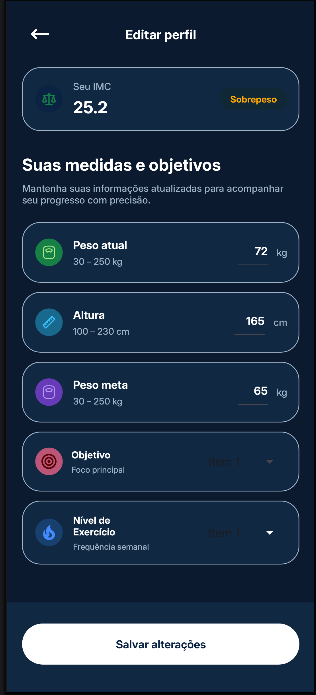 Editar perfil
Seu IMC
25.2
Sobrepeso
Suas medidas e objetivos
Mantenha suas informações atualizadas para acompanhar
seu progresso com precisão.
Peso atual
30 – 250 kg
72 kg
Altura
100 – 230 cm
165 cm
Peso meta
30 – 250 kg
65 kg
Objetivo
Foco principal
Item 1
Nível de
Exercício
Frequência semanal
Item 1
Salvar alterações